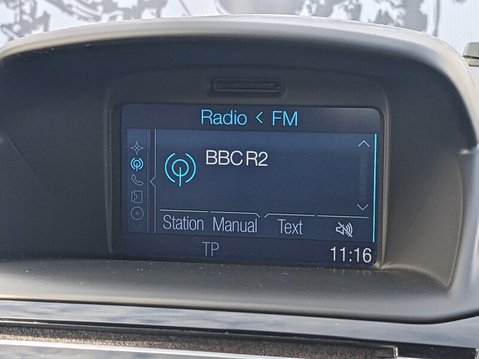 Radio < FM
BBC R2
Station Manual Text
TP 11:16